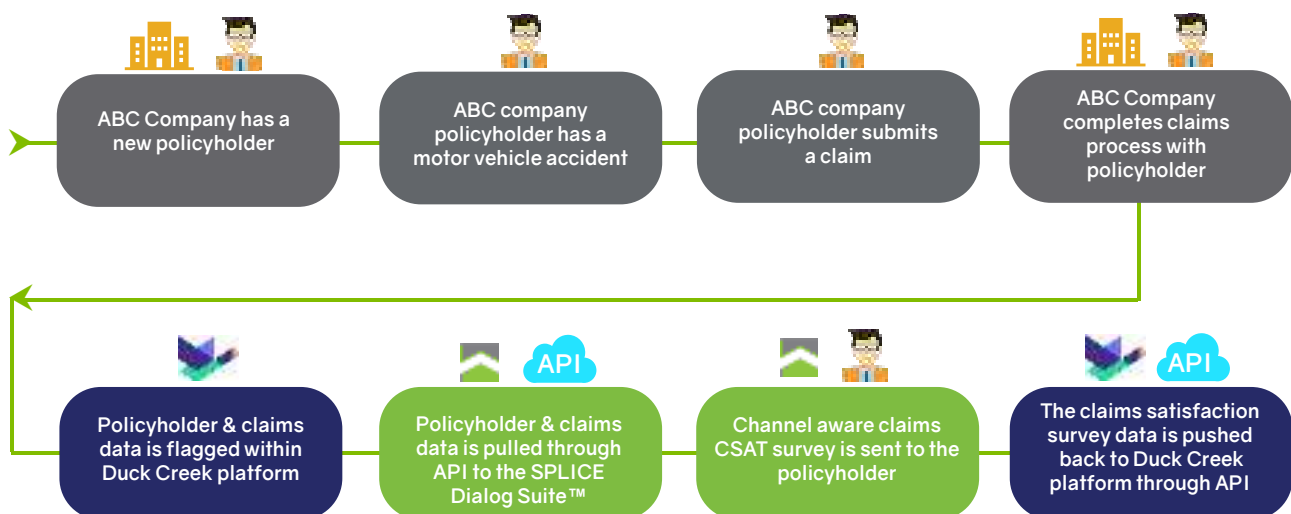 ABC Company has a
new policyholder
ABC company
policyholder has a
motor vehicle accident
ABC company
policyholder submits
a claim
ABC Company
completes claims
process with
policyholder
Policyholder & claims
data is flagged within
Duck Creek platform
API
Policyholder & claims
data is pulled through
API to the SPLICE
Dialog Suite™
Channel aware claims
CSAT survey is sent to the
policyholder
API
The claims satisfaction
survey data is pushed
back to Duck Creek
platform through API